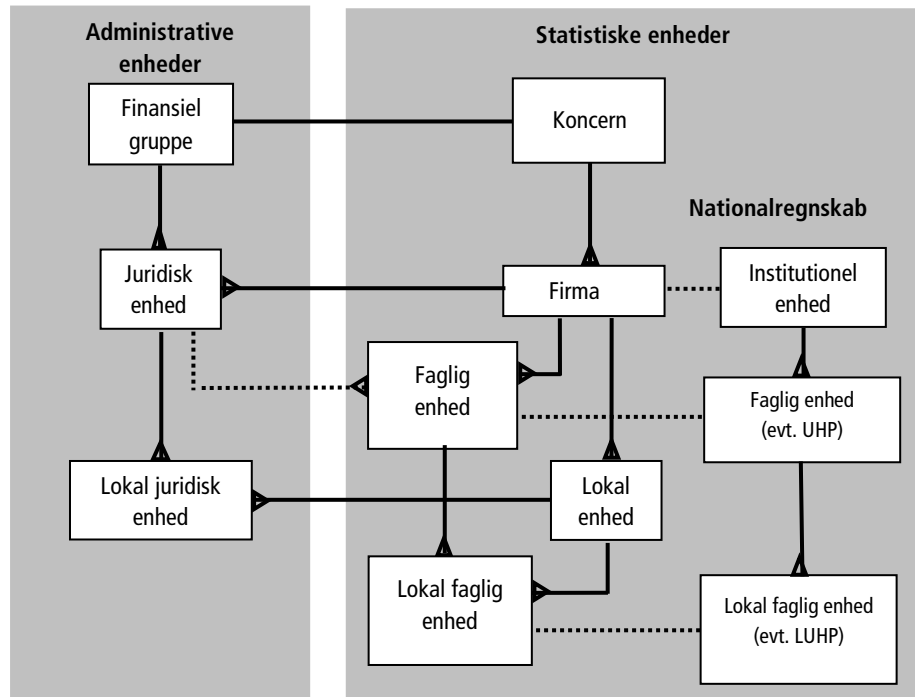 Administrative
enheder
Statistiske enheder
Finansiel
gruppe
Koncern
Nationalregnskab
Juridisk
enhed
Firma
Institutionel
enhed
Faglig
enhed
Faglig enhed
(evt. UHP)
Lokal juridisk
enhed
Lokal
enhed
Lokal faglig
enhed
Lokal faglig enhed
(evt. LUHP)